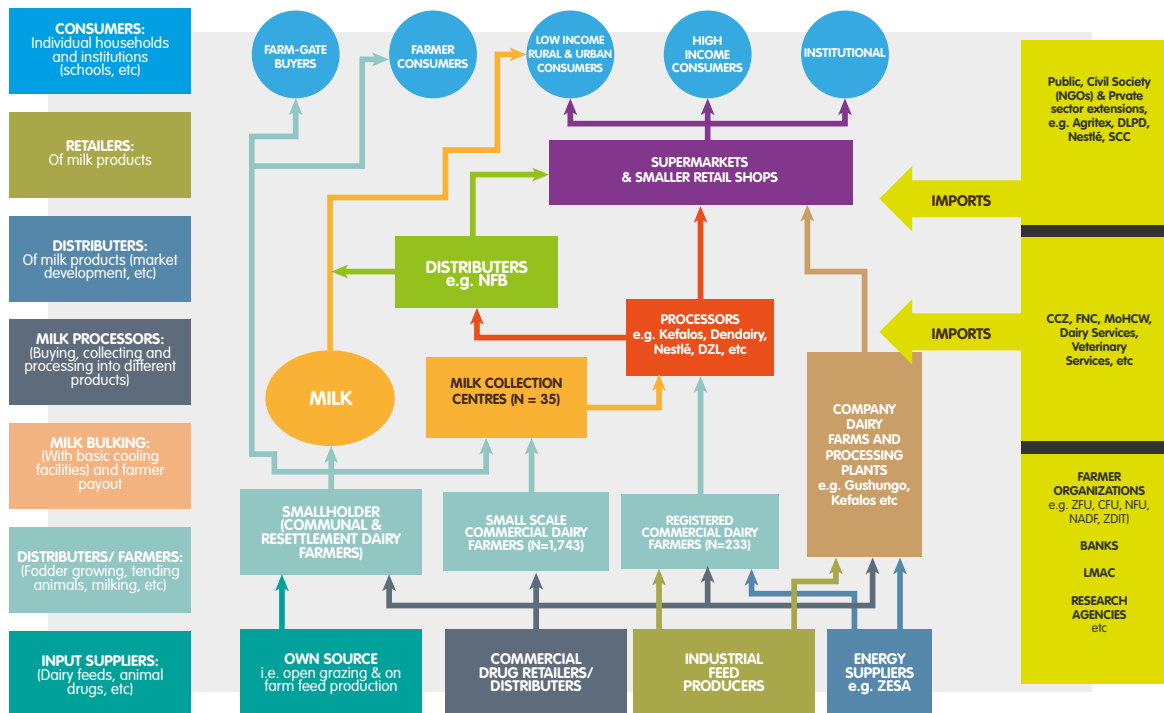 CONSUMERS:
Individual households
and institutions
(schools, etc)
RETAILERS:
Of milk products
DISTRIBUTERS:
Of milk products (market
development, etc)
MILK PROCESSORS:
(Buying, collecting and
processing into different
products)
MILK BULKING:
(With basic cooling
facilities) and farmer
payout
DISTRIBUTERS/ FARMERS:
(Fodder growing, tending
animals, milking, etc)
INPUT SUPPLIERS:
(Dairy feeds, animal
drugs, etc)
FARM-GATE
BUYERS
FARMER
CONSUMERS
LOW INCOME
RURAL & URBAN
CONSUMERS
HIGH
INCOME
CONSUMERS
INSTITUTIONAL
SUPERMARKETS
& SMALLER RETAIL SHOPS
DISTRIBUTERS
e.g. NFB
PROCESSORS
e.g. Kefalos, Dendairy,
Nestlé, DZL, etc
MILK
MILK COLLECTION
CENTRES (N = 35)
COMPANY
DAIRY
FARMS AND
PROCESSING
PLANTS
e.g. Gushungo,
Kefalos etc
SMALLHOLDER
(COMMUNAL &
RESETTLEMENT DAIRY
FARMERS)
SMALL SCALE
COMMERCIAL DAIRY
FARMERS (N=1,743)
REGISTERED
COMMERCIAL DAIRY
FARMERS (N=233)
OWN SOURCE
i.e. open grazing & on
farm feed production
COMMERCIAL
DRUG RETAILERS/
DISTRIBUTERS
INDUSTRIAL
FEED
PRODUCERS
ENERGY
SUPPLIERS
e.g. ZESA
IMPORTS
IMPORTS
Public, Civil Society
(NGOs) & Prvate
sector extensions,
e.g. Agritex, DLPD,
Nestlé, SCC
CCZ, FNC, MoHCW,
Dairy Services,
Veterinary
Services, etc
FARMER
ORGANIZATIONS
e.g. ZFU, CFU, NFU,
NADF, ZDIT)
BANKS
LMAC
RESEARCH
AGENCIES
etc